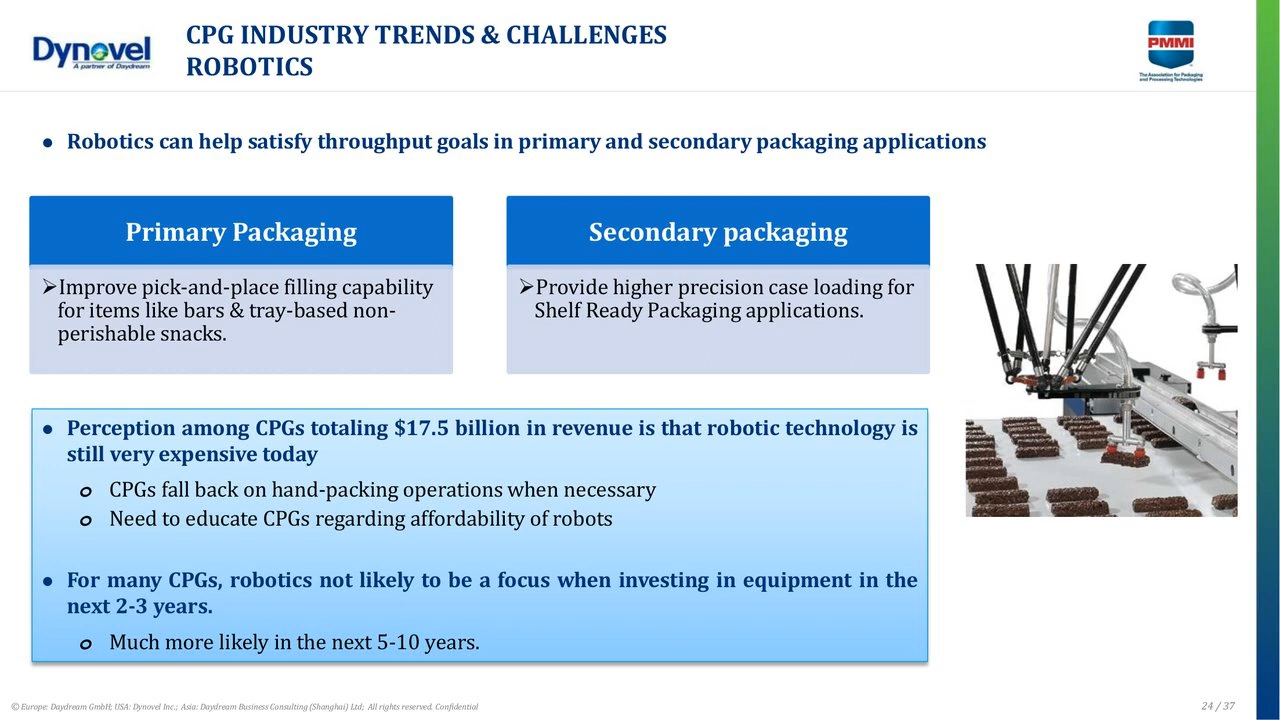 Dynovel
A partner of Daydream
CPG INDUSTRY TRENDS & CHALLENGES
ROBOTICS
PMMI
The Association for Packaging
and Processing Technologies
● Robotics can help satisfy throughput goals in primary and secondary packaging applications
Primary Packaging
➢Improve pick-and-place filling capability
for items like bars & tray-based non-
perishable snacks.
Secondary packaging
➢Provide higher precision case loading for
Shelf Ready Packaging applications.
● Perception among CPGs totaling $17.5 billion in revenue is that robotic technology is
still very expensive today
o CPGs fall back on hand-packing operations when necessary
o Need to educate CPGs regarding affordability of robots
● For many CPGs, robotics not likely to be a focus when investing in equipment in the
next 2-3 years.
o Much more likely in the next 5-10 years.
© Europe: Daydream GmbH; USA: Dynovel Inc.; Asia: Daydream Business Consulting (Shanghai) Ltd; All rights reserved. Confidential
24 / 37